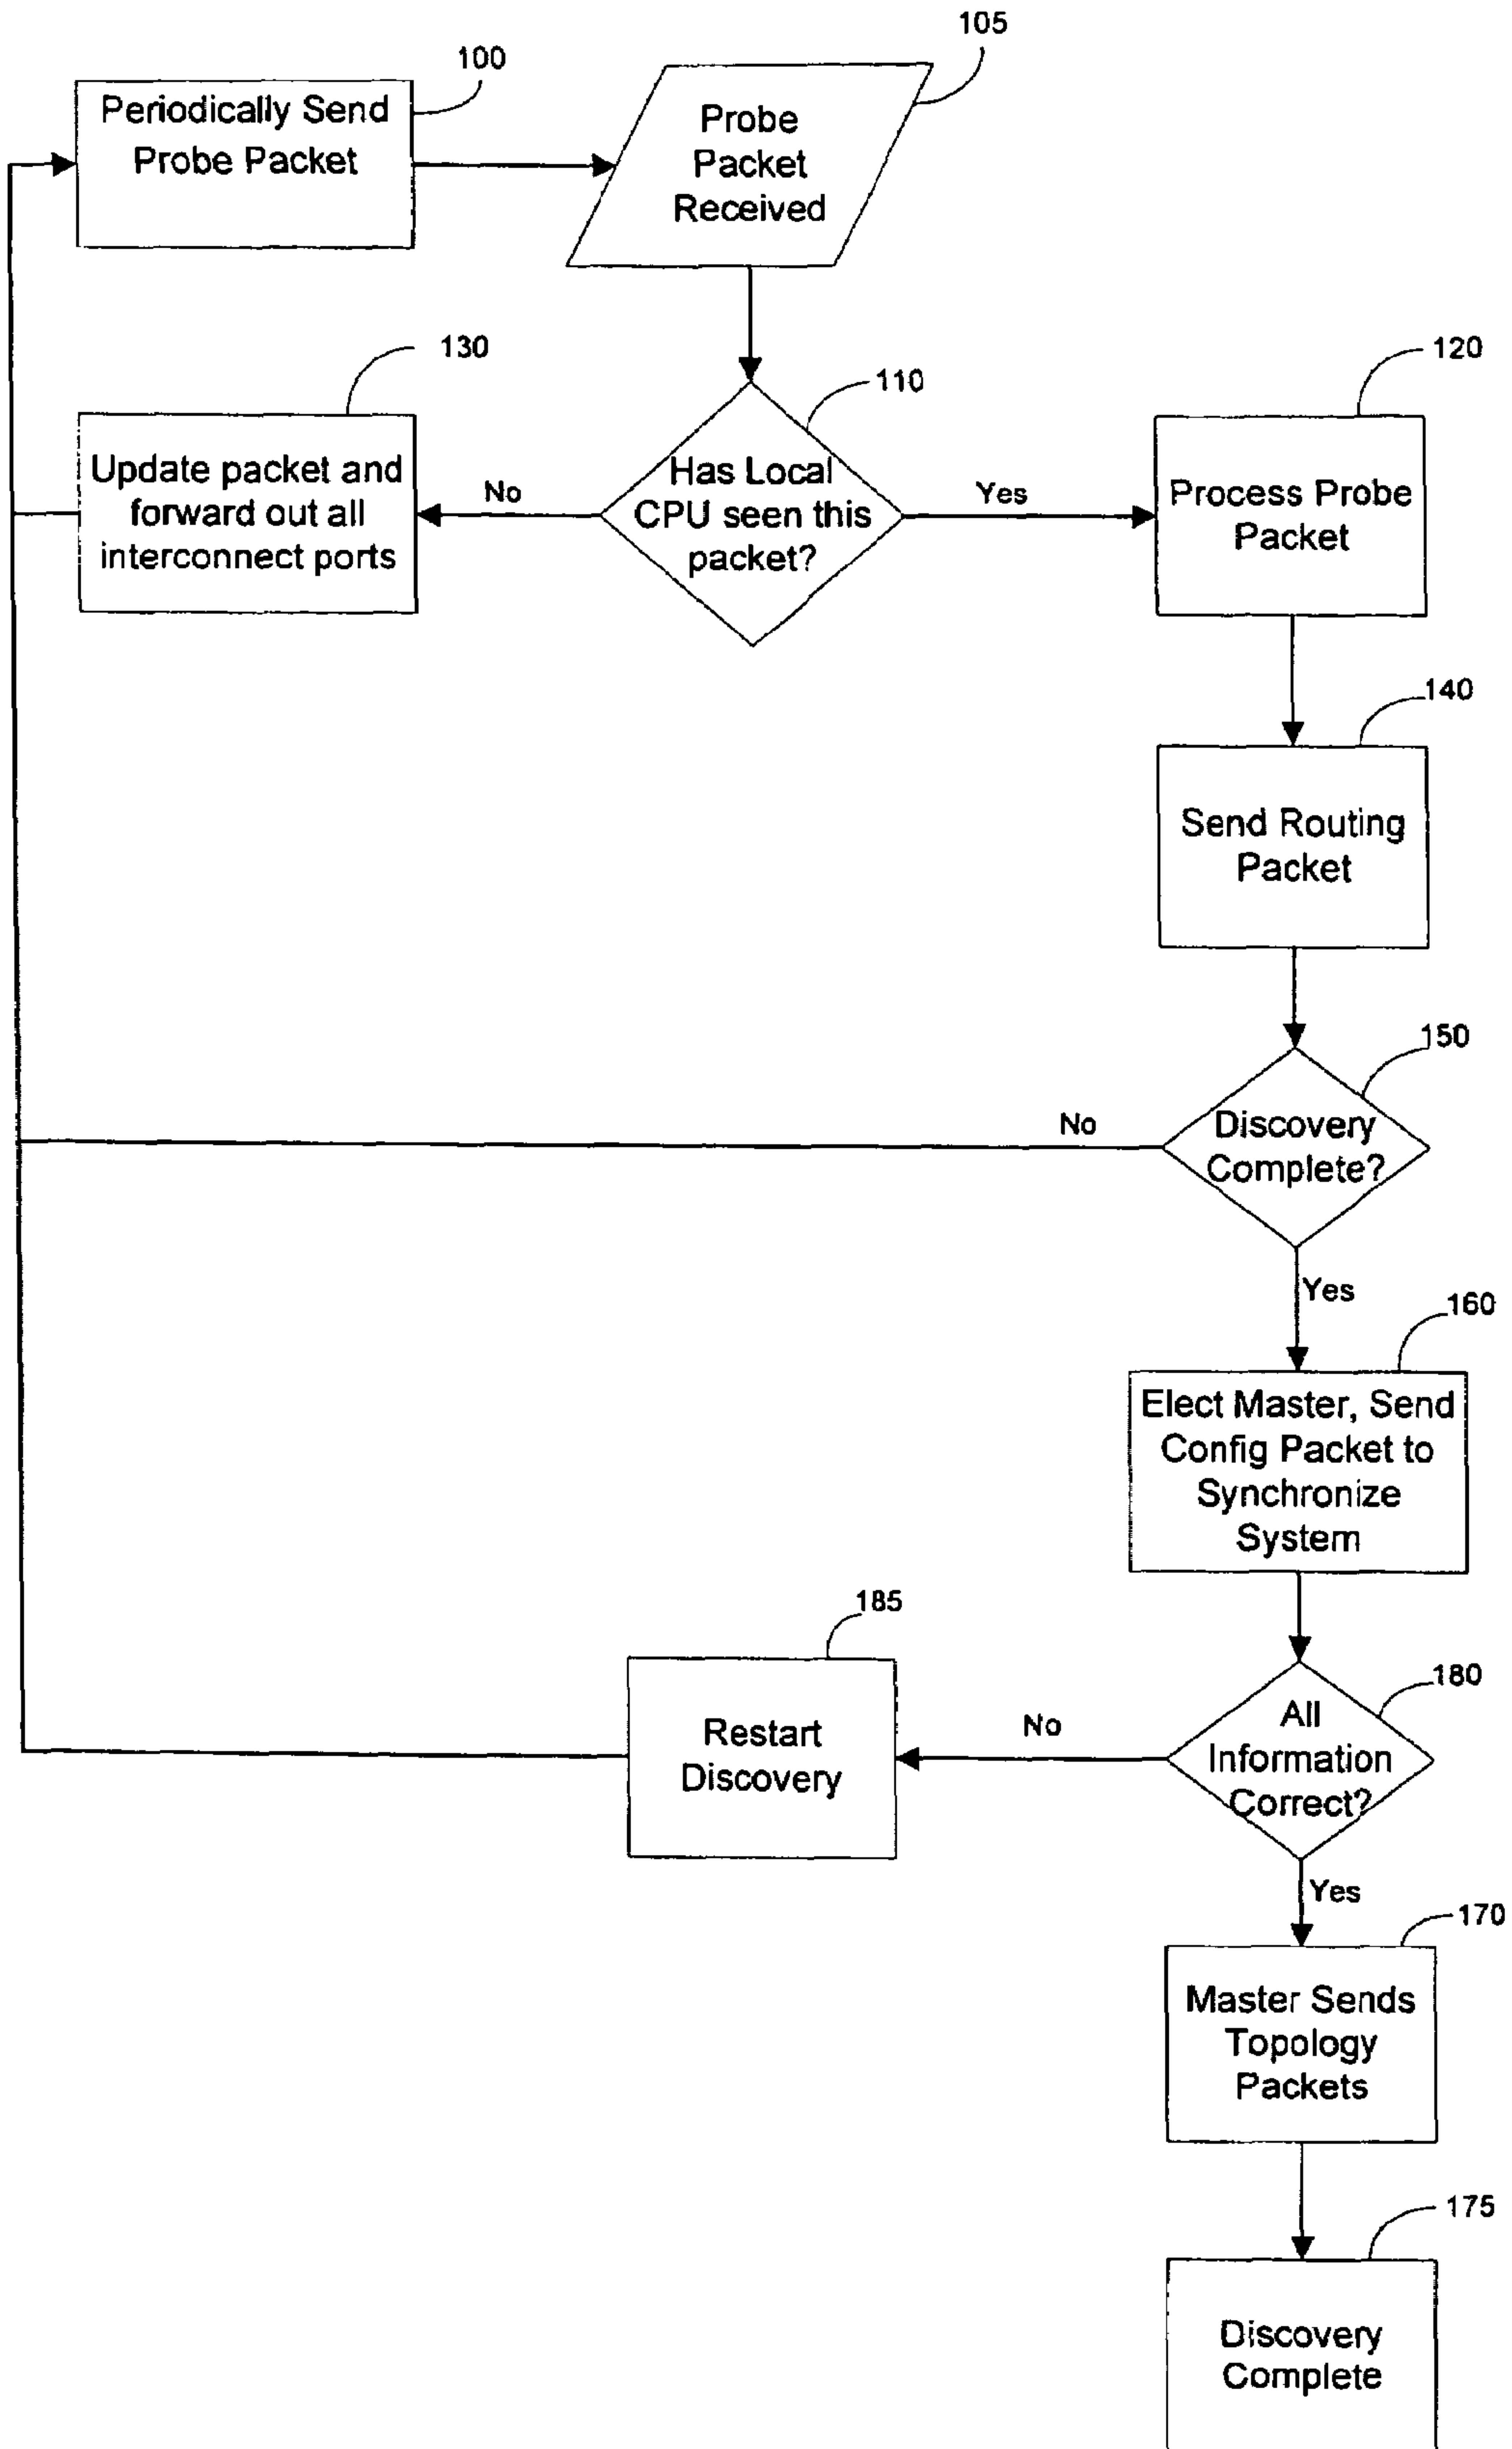 105
100
Periodically Send
Probe Packet
Probe
Packet
Received
130
110
120
Update packet and
forward out all
interconnect ports
No
Has Local
CPU seen this
packet?
Yes
Process Probe
Packet
140
Send Routing
Packet
150
No
Discovery
Complete?
Yes
160
Elect Master, Send
Config Packet to
Synchronize
System
185
180
Restart
Discovery
No
All
Information
Correct?
Yes
170
Master Sends
Topology
Packets
175
Discovery
Complete